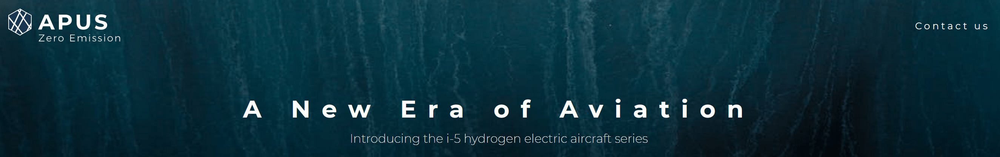 APUS
Zero Emission
Contact us
A New Era of Aviation
Introducing the i-5 hydrogen electric aircraft series